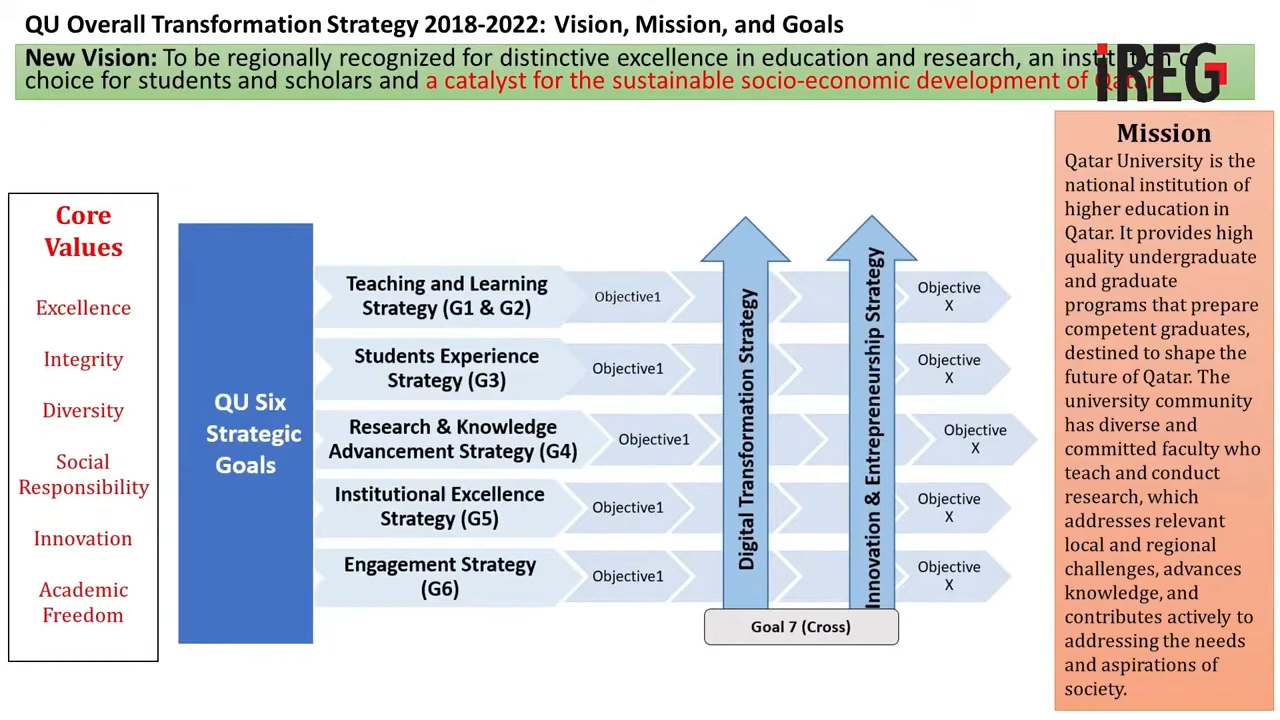 QU Overall Transformation Strategy 2018-2022: Vision, Mission, and Goals
New Vision: To be regionally recognized for distinctive excellence in education and research, an institution of
choice for students and scholars and a catalyst for the sustainable socio-economic development of Qatar
iREG
Core
Values
Excellence
Integrity
Diversity
Social
Responsibility
Innovation
Academic
Freedom
QU Six
Strategic
Goals
Teaching and Learning
Strategy (G1 & G2)
Objective1
Objective
X
Students Experience
Strategy (G3)
Objective1
Objective
X
Research & Knowledge
Advancement Strategy (G4)
Objective1
Objective
X
Institutional Excellence
Strategy (G5)
Objective1
Objective
X
Engagement Strategy
(G6)
Objective1
Objective
X
Digital Transformation Strategy
Innovation & Entrepreneurship Strategy
Goal 7 (Cross)
Mission
Qatar University is the
national institution of
higher education in
Qatar. It provides high
quality undergraduate
and graduate
programs that prepare
competent graduates,
destined to shape the
future of Qatar. The
university community
has diverse and
committed faculty who
teach and conduct
research, which
addresses relevant
local and regional
challenges, advances
knowledge, and
contributes actively to
addressing the needs
and aspirations of
society.